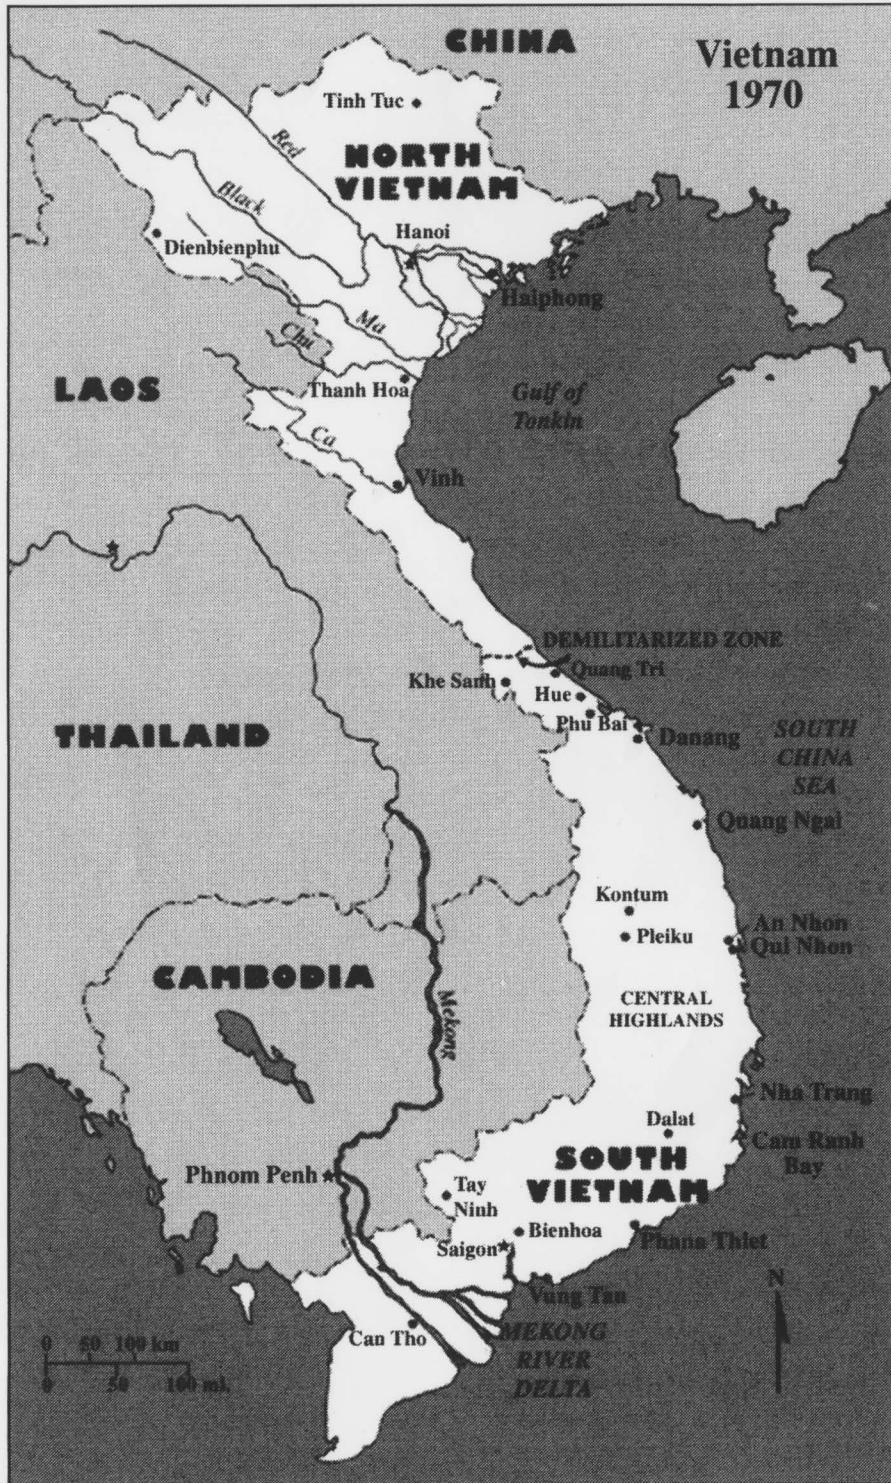 CHINA
Vietnam
1970
Tinh Tuc
Red
NORTH
VIETNAM
Black
Hanoi
Dienbienphu
Haiphong
Ma
Chu
LAOS
Thanh Hoa
Gulf of
Tonkin
Ca
Vinh
DEMILITARIZED ZONE
Quang Tri
Khe Sanh
Hue
Phu Bai
Danang
SOUTH
CHINA
SEA
THAILAND
Quang Ngai
Kontum
An Nhon
Pleiku
Qui Nhon
CAMBODIA
Mekong
CENTRAL
HIGHLANDS
Nha Trang
Dalat
Cam Ranh
Bay
SOUTH
VIETNAM
Phnom Penh
Tay
Ninh
Bienhoa
Saigon
Phana Thiet
N
Vung Tau
Can Tho
MEKONG
RIVER
DELTA
0 50 100 km
0 50 100 mi.